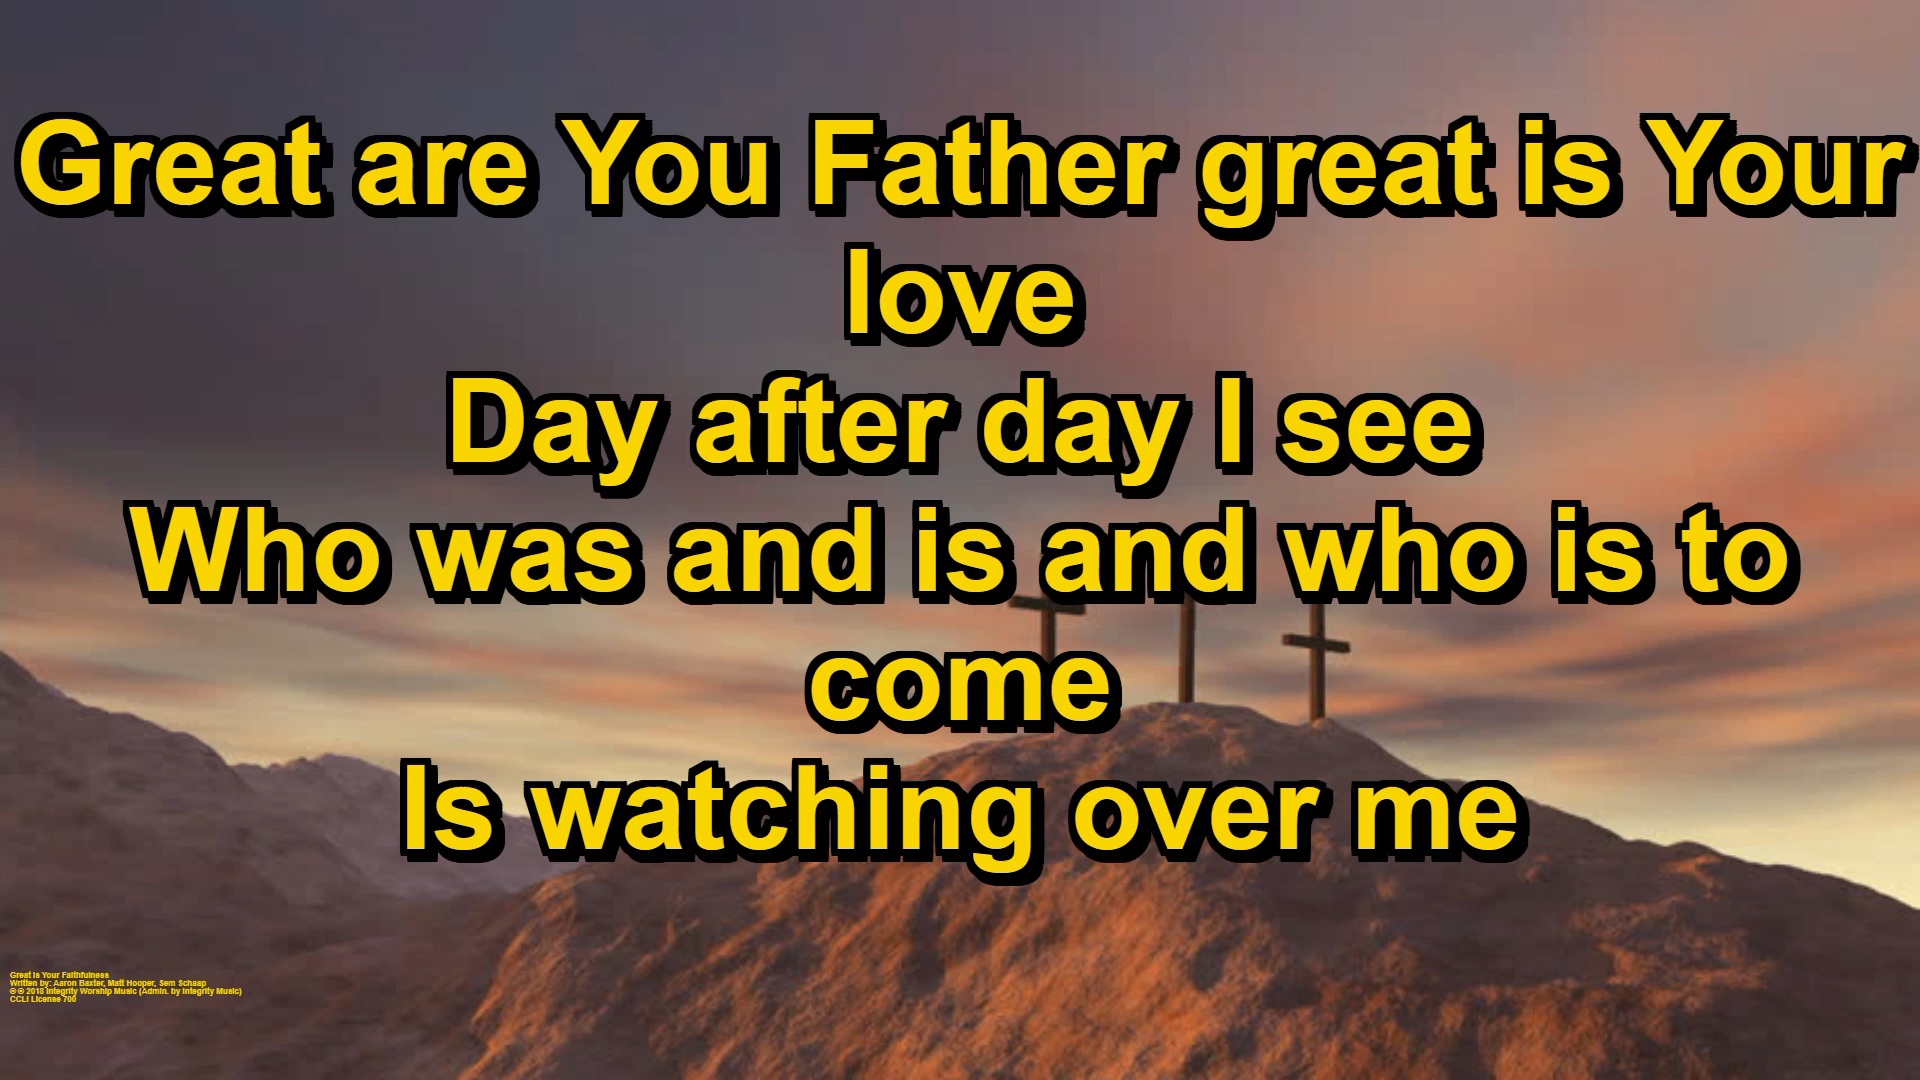 Great are You Father great is Your
love
Day after day I see
Who was and is and who is to
come
Is watching over me
Great Is Your Faithfulness
Written by: Aaron Baxter, Matt Hooper, Sem Schaap
© ℗ 2018 Integrity Worship Music (Admin. by Integrity Music)
CCLI License 700